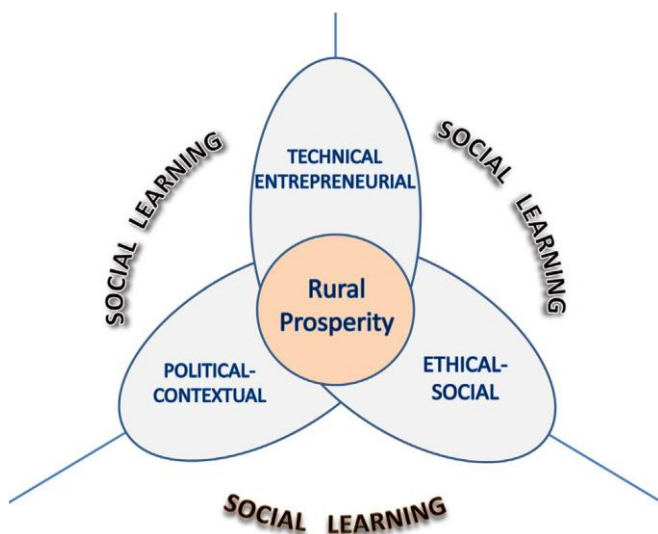 SOCIAL LEARNING
SOCIAL LEARNING
TECHNICAL
ENTREPRENEURIAL
Rural
Prosperity
POLITICAL-
CONTEXTUAL
ETHICAL-
SOCIAL
SOCIAL LEARNING